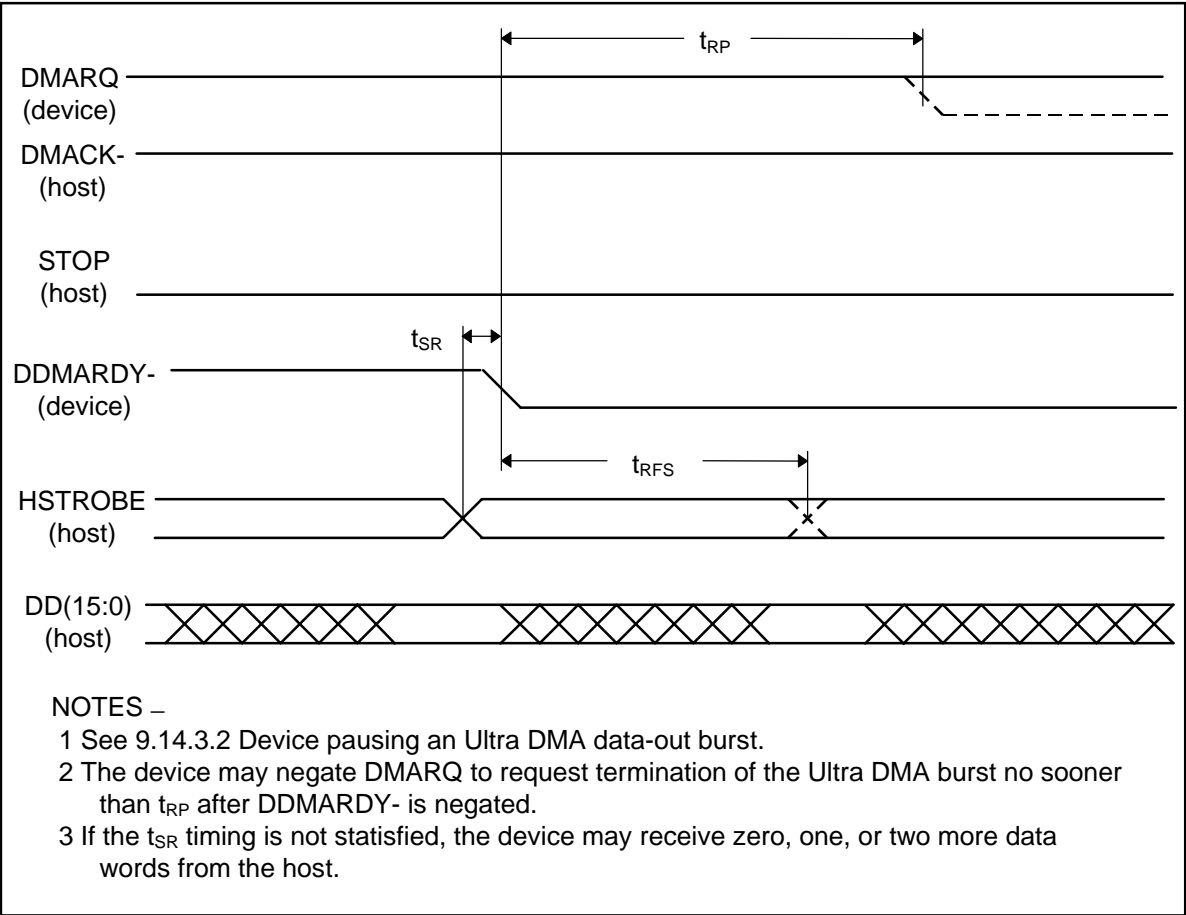 tRP
DMARQ
(device)
DMACK-
(host)
STOP
(host)
tSR
DDMARDY-
(device)
tRFS
HSTROBE
(host)
DD(15:0)
(host)
NOTES –
1 See 9.14.3.2 Device pausing an Ultra DMA data-out burst.
2 The device may negate DMARQ to request termination of the Ultra DMA burst no sooner
than tRP after DDMARDY- is negated.
3 If the tSR timing is not statisfied, the device may receive zero, one, or two more data
words from the host.